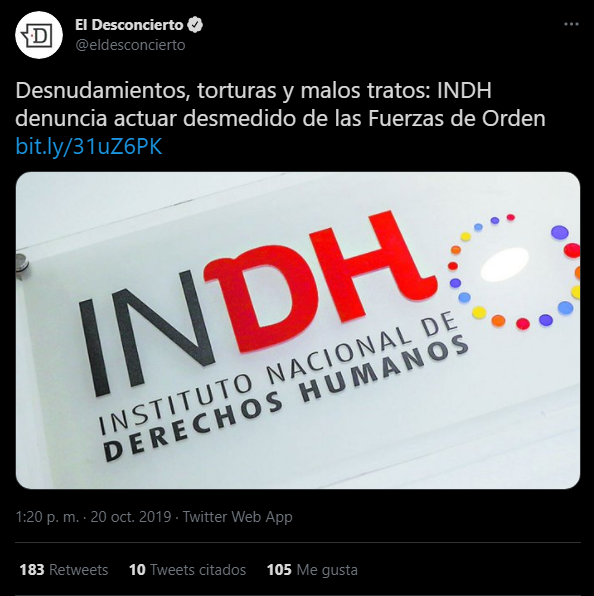 El Desconcierto
@eldesconcierto
Desnudamientos, torturas y malos tratos: INDH
denuncia actuar desmedido de las Fuerzas de Orden
bit.ly/31uZ6PK
INDH
INSTITUTO NACIONAL DE
DERECHOS HUMANOS
1:20 p. m. · 20 oct. 2019 · Twitter Web App
183 Retweets 10 Tweets citados 105 Me gusta